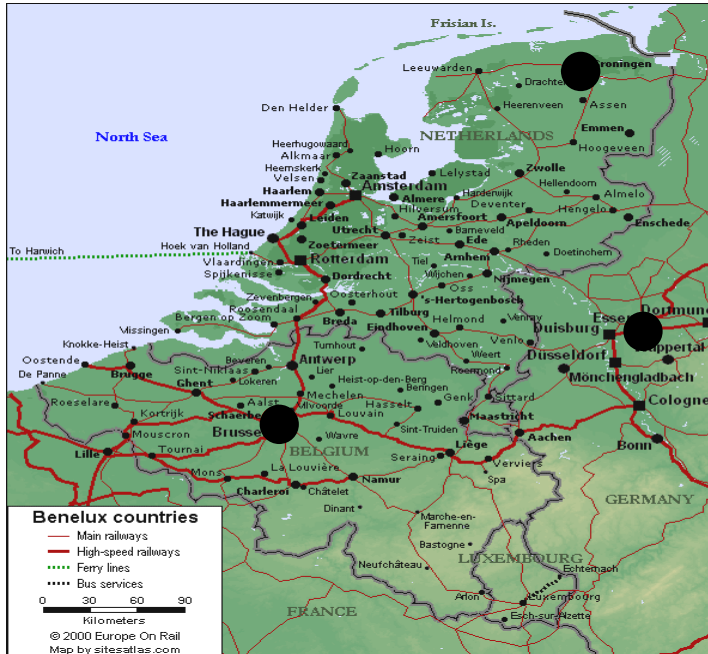 Frisian Is.
Leeuwarden
Groningen
Drachten
Heerenveen
Assen
Den Helder
North Sea
NETHERLANDS
Emmen
Hoogeveen
Heerhugowaard
Alkmaar
Hoorn
Heemskerk
Velsen
Zaanstad
Zwolle
Lelystad
Haarlem
Amsterdam
Haarlemmermeer
Almere
Harderwijk
Hellendoorn
Almelo
Katwijk
Leiden
Hilversum
Deventer
Hengelo
Amersfoort
Apeldoorn
Enschede
The Hague
Utrecht
Barneveld
Zoetermeer
Zeist
Ede
Rheden
To Harwich
Hoek van Holland
Arnhem
Doetinchem
Vlaardingen
Rotterdam
Tiel
Spijkenisse
Dordrecht
Wijchen
Nijmegen
Oss
Zevenbergen
Oosterhout
's-Hertogenbosch
Roosendaal
Bergen op Zoom
Breda
Tilburg
Venray
Essen
Dortmund
Vlissingen
Eindhoven
Helmond
Duisburg
Knokke-Heist
Turnhout
Veldhoven
Venlo
Wuppertal
Oostende
Beveren
Antwerp
Weert
Düsseldorf
De Panne
Brugge
Sint-Niklaas
Lier
Roermond
Mönchengladbach
Ghent
Lokeren
Heist-op-den-Berg
Beringen
Roeselare
Aalst
Mechelen
Genk
Sittard
Cologne
Kortrijk
Vilvoorde
Louvain
Hasselt
Maastricht
Mouscron
Sint-Truiden
Wavre
Lille
Tournai
BELGIUM
Liège
Aachen
Bonn
Seraing
Verviers
La Louvière
Mons
Namur
Spa
Charleroi
Châtelet
GERMANY
Dinant
Marche-en-
Famenne
Bastogne
LUXEMBOURG
Neufchâteau
Echternach
Arlon
Luxembourg
FRANCE
Esch-sur-Alzette
Benelux countries
Main railways
High-speed railways
Ferry lines
Bus services
0 30 60 90
Kilometers
© 2000 Europe On Rail
Map by sitesatlas.com